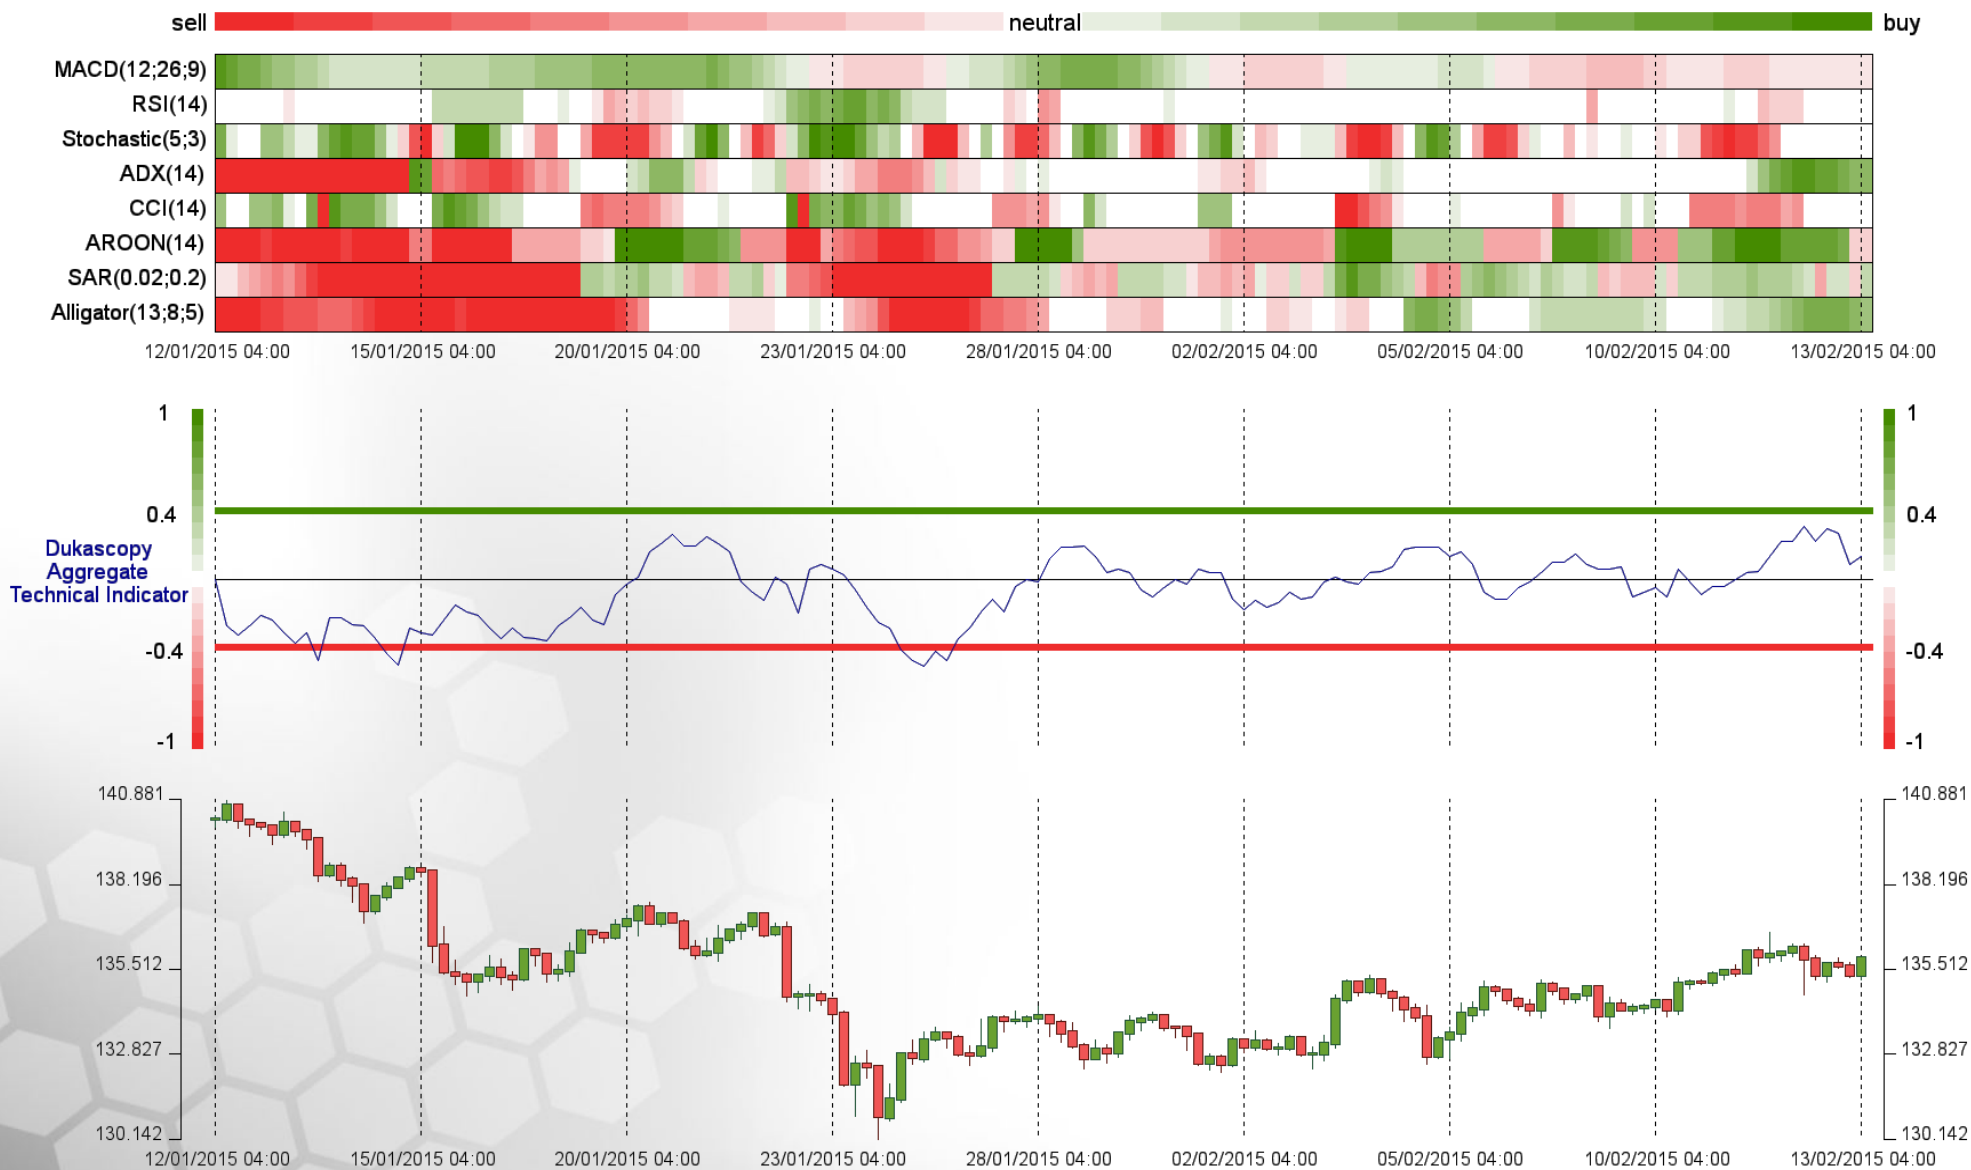 sell neutral buy
MACD(12;26;9)
RSI(14)
Stochastic(5;3)
ADX(14)
CCI(14)
AROON(14)
SAR(0.02;0.2)
Alligator(13;8;5)
12/01/2015 04:00 15/01/2015 04:00 20/01/2015 04:00 23/01/2015 04:00 28/01/2015 04:00 02/02/2015 04:00 05/02/2015 04:00 10/02/2015 04:00 13/02/2015 04:00
1 1
0.4 0.4
Dukascopy
Aggregate
Technical Indicator
-0.4 -0.4
-1 -1
140.881 140.881
138.196 138.196
135.512 135.512
132.827 132.827
130.142 130.142
12/01/2015 04:00 15/01/2015 04:00 20/01/2015 04:00 23/01/2015 04:00 28/01/2015 04:00 02/02/2015 04:00 05/02/2015 04:00 10/02/2015 04:00 13/02/2015 04:00